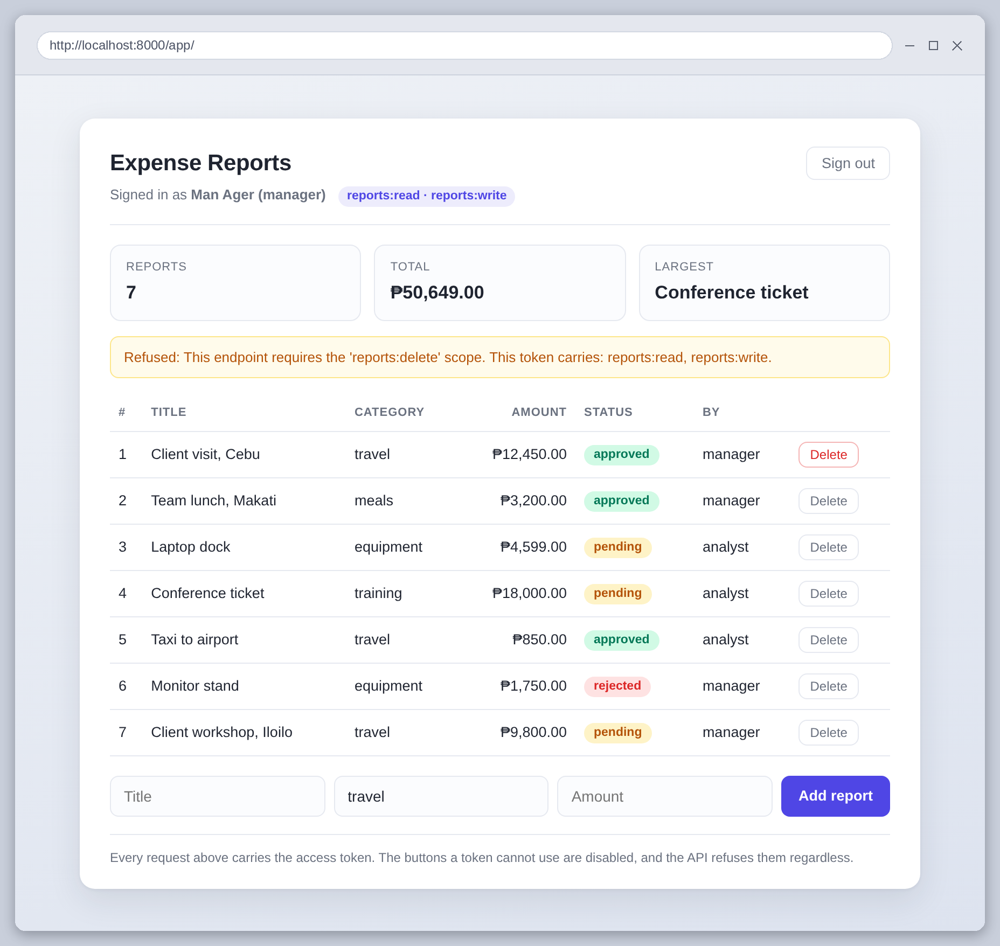 http://localhost:8000/app/
Expense Reports
Sign out
Signed in as Man Ager (manager) reports:read · reports:write
REPORTS
7
TOTAL
₱50,649.00
LARGEST
Conference ticket
Refused: This endpoint requires the 'reports:delete' scope. This token carries: reports:read, reports:write.
# TITLE CATEGORY AMOUNT STATUS BY
1 Client visit, Cebu travel ₱12,450.00 approved manager Delete
2 Team lunch, Makati meals ₱3,200.00 approved manager Delete
3 Laptop dock equipment ₱4,599.00 pending analyst Delete
4 Conference ticket training ₱18,000.00 pending analyst Delete
5 Taxi to airport travel ₱850.00 approved analyst Delete
6 Monitor stand equipment ₱1,750.00 rejected manager Delete
7 Client workshop, Iloilo travel ₱9,800.00 pending manager Delete
Title travel Amount Add report
Every request above carries the access token. The buttons a token cannot use are disabled, and the API refuses them regardless.